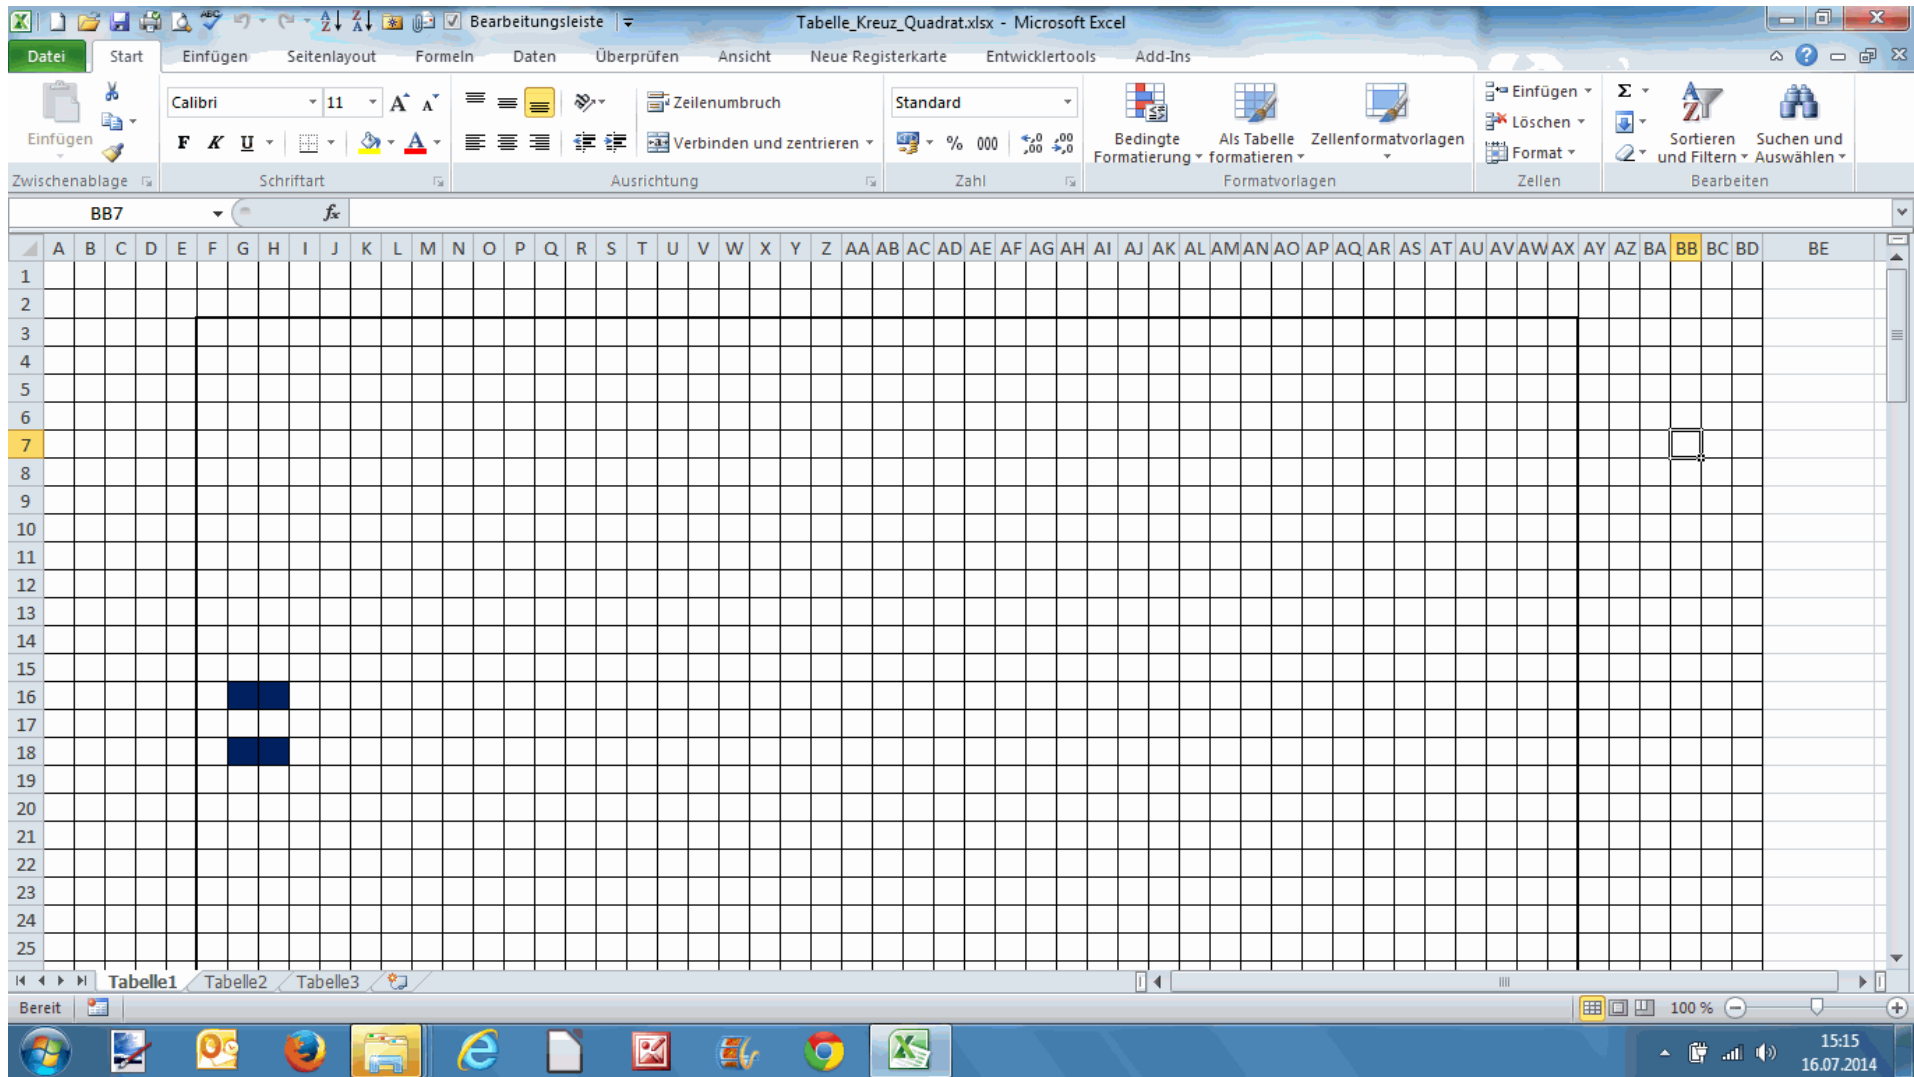 Bearbeitungsleiste Tabelle_Kreuz_Quadrat.xlsx - Microsoft Excel
Datei Start Einfügen Seitenlayout Formeln Daten Überprüfen Ansicht Neue Registerkarte Entwicklertools Add-Ins
Calibri 11 Zeilenumbruch Standard Einfügen Σ
Löschen
Einfügen F K U A Verbinden und zentrieren % 000 Bedingte Als Tabelle Zellenformatvorlagen Sortieren Suchen und
Formatierung formatieren Format und Filtern Auswählen
Zwischenablage Schriftart Ausrichtung Zahl Formatvorlagen Zellen Bearbeiten
BB7 fx
A B C D E F G H I J K L M N O P Q R S T U V W X Y Z AA AB AC AD AE AF AG AH AI AJ AK AL AM AN AO AP AQ AR AS AT AU AV AW AX AY AZ BA BB BC BD BE
1
2
3
4
5
6
7
8
9
10
11
12
13
14
15
16
17
18
19
20
21
22
23
24
25
Tabelle1 Tabelle2 Tabelle3
Bereit 100 %
15:15
16.07.2014